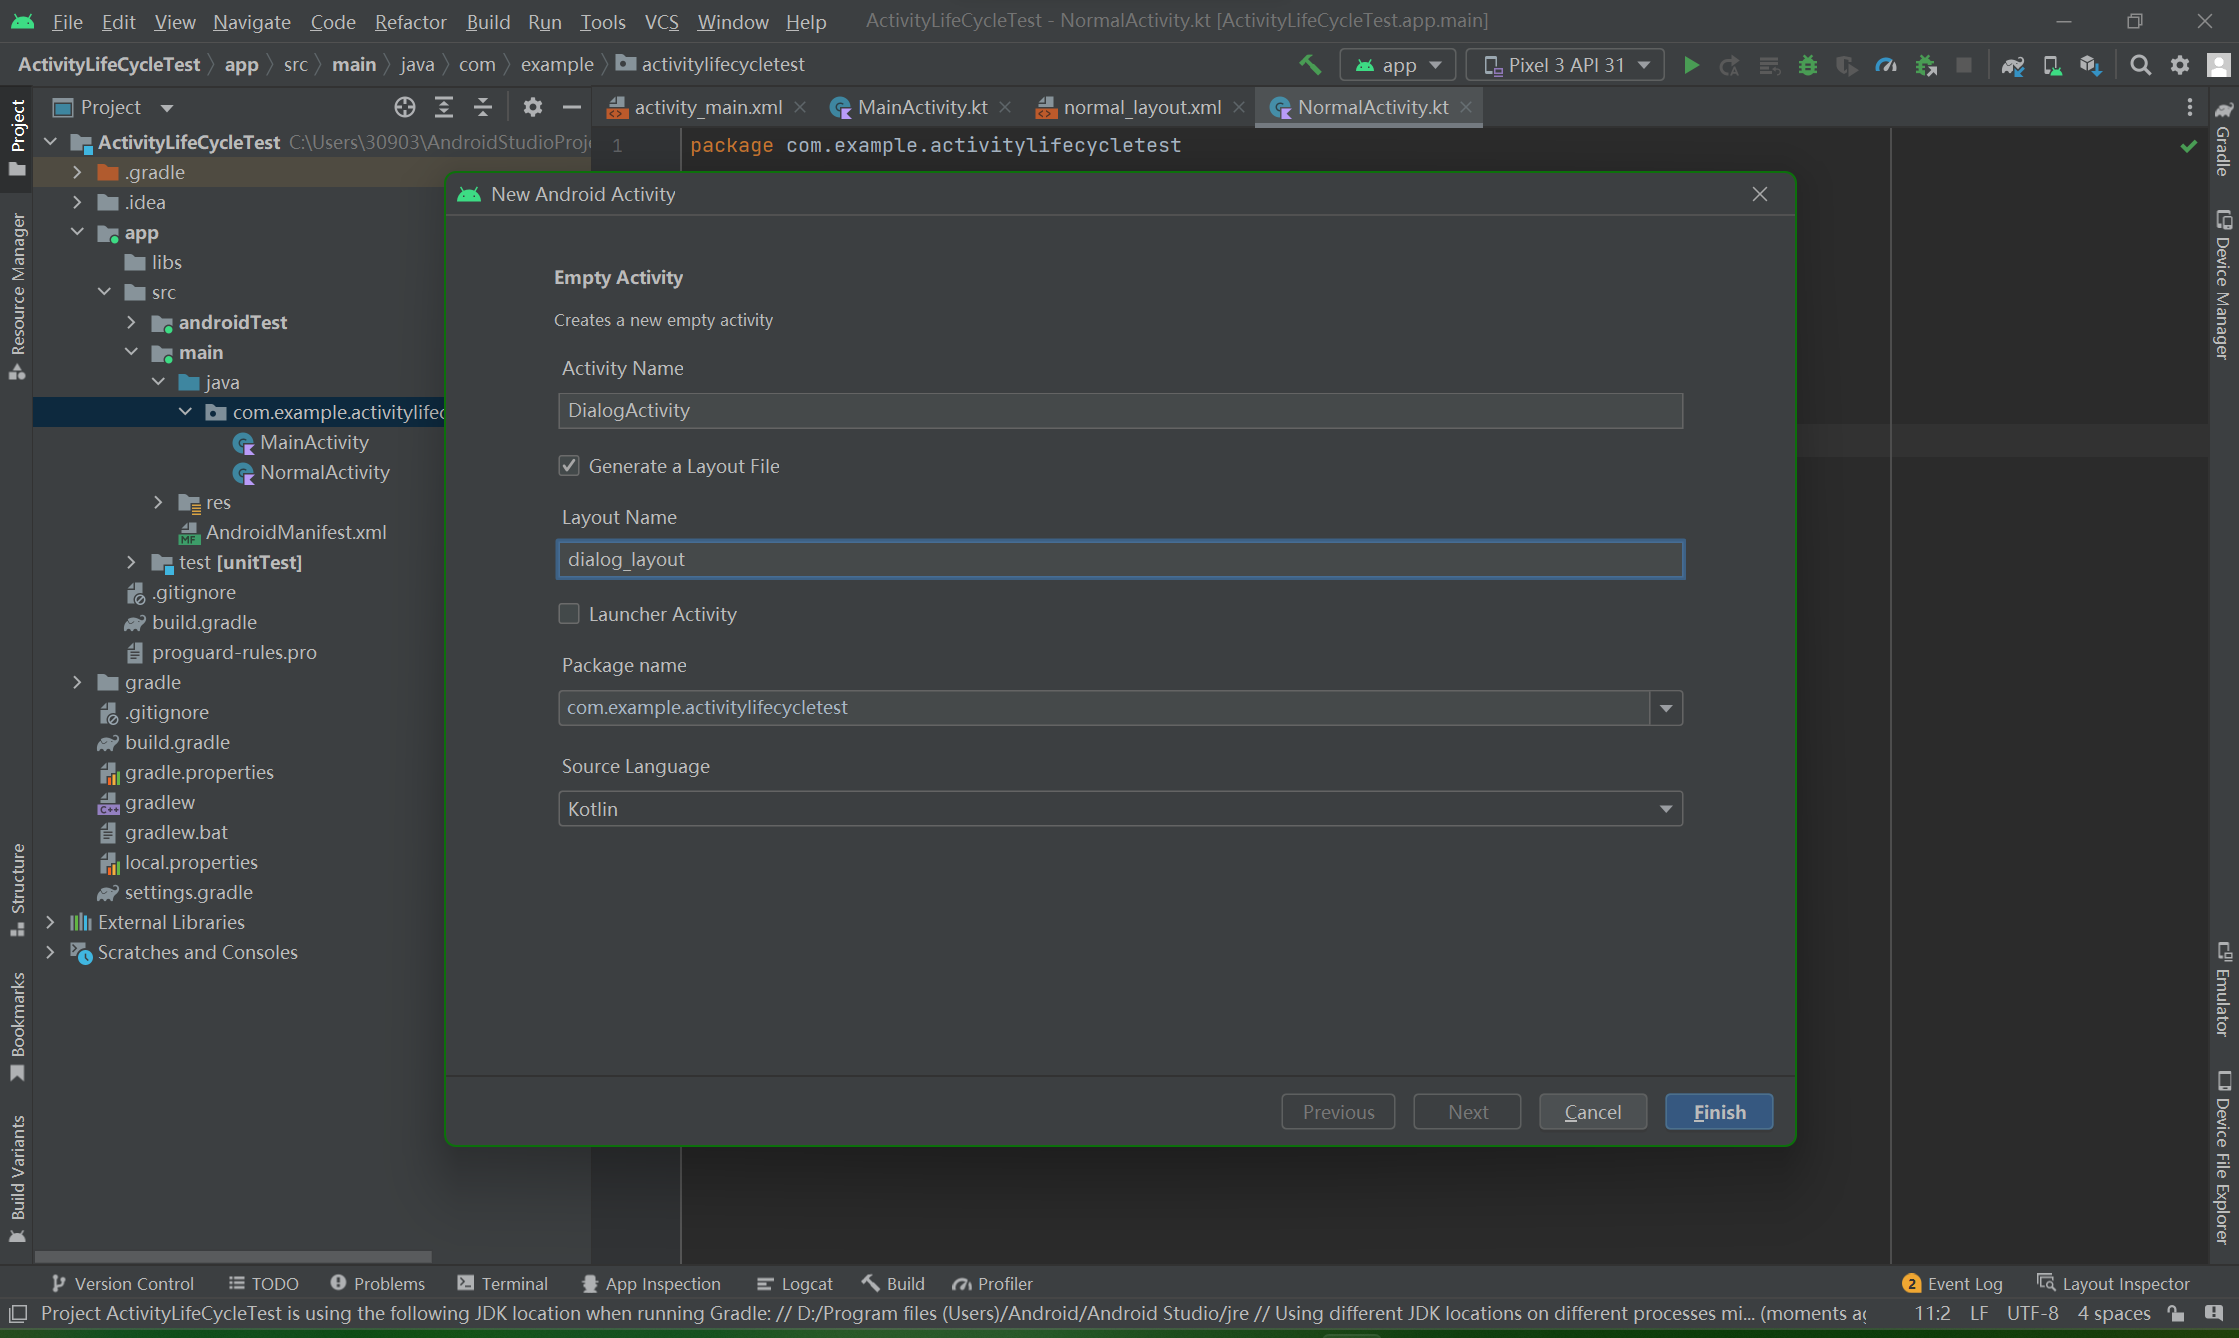 File Edit View Navigate Code Refactor Build Run Tools VCS Window Help ActivityLifeCycleTest - NormalActivity.kt [ActivityLifeCycleTest.app.main]
ActivityLifeCycleTest app src main java com example activitylifecycletest app Pixel 3 API 31
Project
activity_main.xml MainActivity.kt normal_layout.xml NormalActivity.kt
ActivityLifeCycleTest C:\Users\30903\AndroidStudioProj
.gradle
.idea
app
libs
src
androidTest
main
java
com.example.activitylifec
MainActivity
NormalActivity
res
AndroidManifest.xml
test [unitTest]
.gitignore
build.gradle
proguard-rules.pro
gradle
.gitignore
build.gradle
gradle.properties
gradlew
gradlew.bat
local.properties
settings.gradle
External Libraries
Scratches and Consoles
1 package com.example.activitylifecycletest
New Android Activity
Empty Activity
Creates a new empty activity
Activity Name
DialogActivity
Generate a Layout File
Layout Name
dialog_layout
Launcher Activity
Package name
com.example.activitylifecycletest
Source Language
Kotlin
Previous Next Cancel Finish
Project
Resource Manager
Structure
Bookmarks
Build Variants
Gradle
Device Manager
Emulator
Device File Explorer
Version Control TODO Problems Terminal App Inspection Logcat Build Profiler 2 Event Log Layout Inspector
Project ActivityLifeCycleTest is using the following JDK location when running Gradle: // D:/Program files (Users)/Android/Android Studio/jre // Using different JDK locations on different processes mi... (moments ag 11:2 LF UTF-8 4 spaces